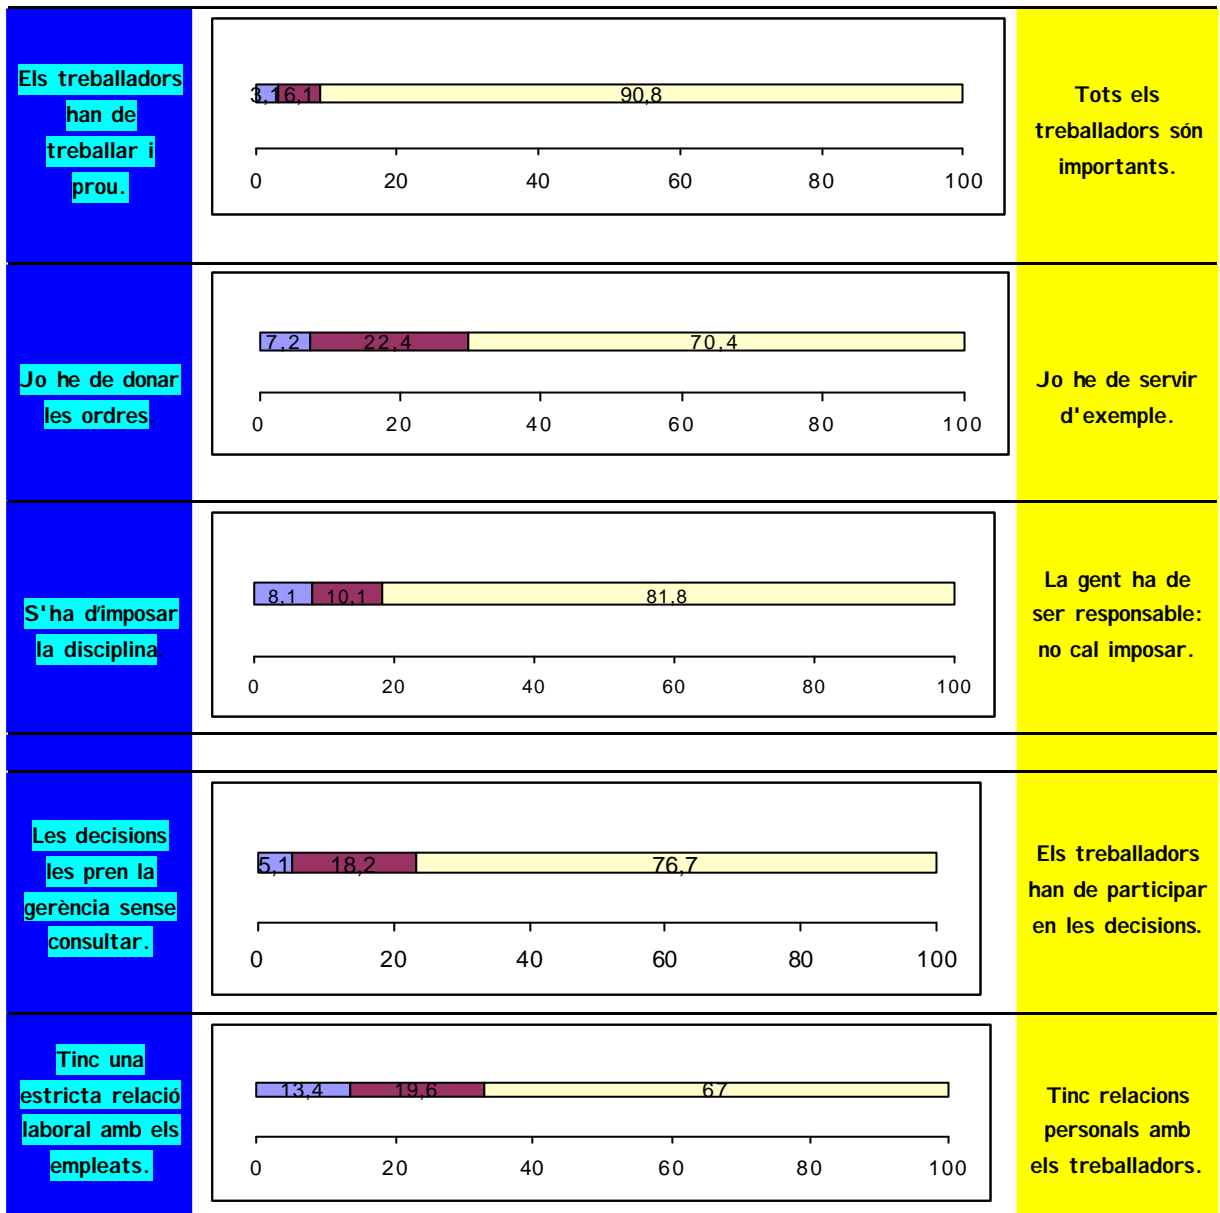 Els treballadors
han de
treballar i
prou.
3,1 6,1 90,8
0 20 40 60 80 100
Tots els
treballadors són
importants.
Jo he de donar
les ordres.
7,2 22,4 70,4
0 20 40 60 80 100
Jo he de servir
d'exemple.
S'ha d'imposar
la disciplina.
8,1 10,1 81,8
0 20 40 60 80 100
La gent ha de
ser responsable:
no cal imposar.
Les decisions
les pren la
gerència sense
consultar.
5,1 18,2 76,7
0 20 40 60 80 100
Els treballadors
han de participar
en les decisions.
Tinc una
estricta relació
laboral amb els
empleats.
13,4 19,6 67
0 20 40 60 80 100
Tinc relacions
personals amb
els treballadors.